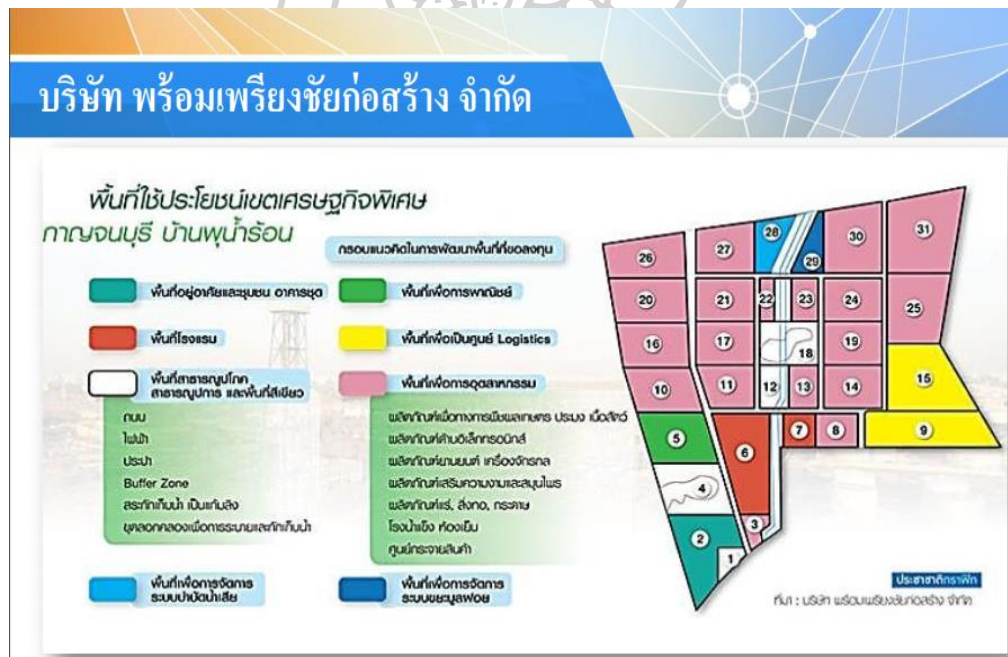 บริษัท พร้อมเพรียงชัยก่อสร้าง จำกัด
พื้นที่ใช้ประโยชน์เขตเศรษฐกิจพิเศษ
กาญจนบุรี บ้านพุน้ำร้อน
กรอบแนวคิดในการพัฒนาพื้นที่ที่ขอลงทุน
พื้นที่อยู่อาศัยและชุมชน อาคารชุด
พื้นที่เพื่อการพาณิชย์
พื้นที่โรงแรม
พื้นที่เพื่อเป็นศูนย์ Logistics
พื้นที่สาธารณูปโภค
สาธารณูปการ และพื้นที่สีเขียว
ถนน
ไฟฟ้า
ประปา
Buffer Zone
สระกักเก็บน้ำ เป็นแก้มลิง
ขุดลอกคลองเพื่อการระบายและกักเก็บน้ำ
พื้นที่เพื่อการอุตสาหกรรม
ผลิตภัณฑ์เพื่อทางการพืชผลเกษตร ประมง เนื้อสัตว์
ผลิตภัณฑ์ด้านอิเล็กทรอนิกส์
ผลิตภัณฑ์ยานยนต์ เครื่องจักรกล
ผลิตภัณฑ์เสริมความงามและสมุนไพร
ผลิตภัณฑ์แร่, สิ่งทอ, กระดาษ
โรงน้ำแข็ง ห้องเย็น
ศูนย์กระจายสินค้า
พื้นที่เพื่อการจัดการ
ระบบบำบัดน้ำเสีย
พื้นที่เพื่อการจัดการ
ระบบขยะมูลฝอย
26 27 28 29 30 31
20 21 22 23 24 25
16 17 18 19
10 11 12 13 14 15
5 6 7 8 9
4
2 3
1
ประชาชาติกราฟิก
ที่มา : บริษัท พร้อมเพรียงชัยก่อสร้าง จำกัด